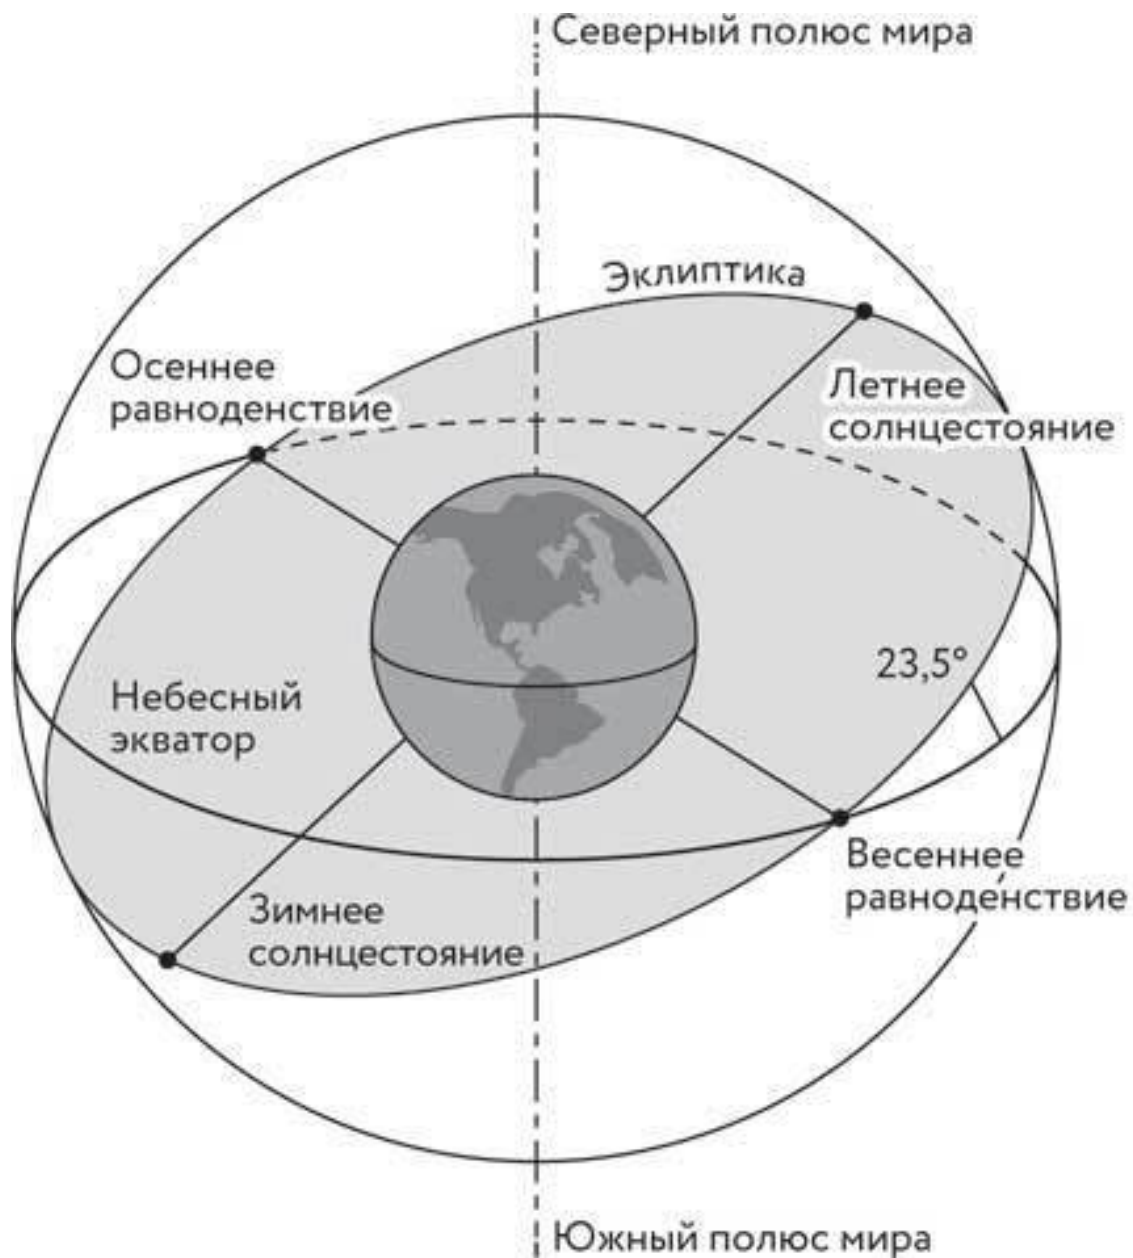 Северный полюс мира
Эклиптика
Осеннее
равноденствие
Летнее
солнцестояние
23,5°
Небесный
экватор
Весеннее
равноденствие
Зимнее
солнцестояние
Южный полюс мира